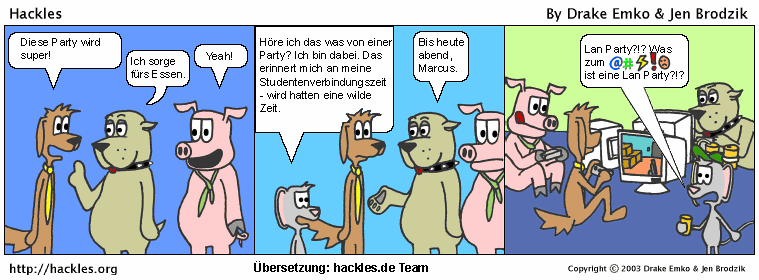 Hackles
By Drake Emko & Jen Brodzik
Diese Party wird
super!
Ich sorge
fürs Essen.
Yeah!
Höre ich das was von einer
Party? Ich bin dabei. Das
erinnert mich an meine
Studentenverbindungszeit
- wird hatten eine wilde
Zeit.
Bis heute
abend,
Marcus.
Lan Party?!? Was
zum @#⚡!☹
ist eine Lan Party?!?
http://hackles.org
Übersetzung: hackles.de Team
Copyright © 2003 Drake Emko & Jen Brodzik